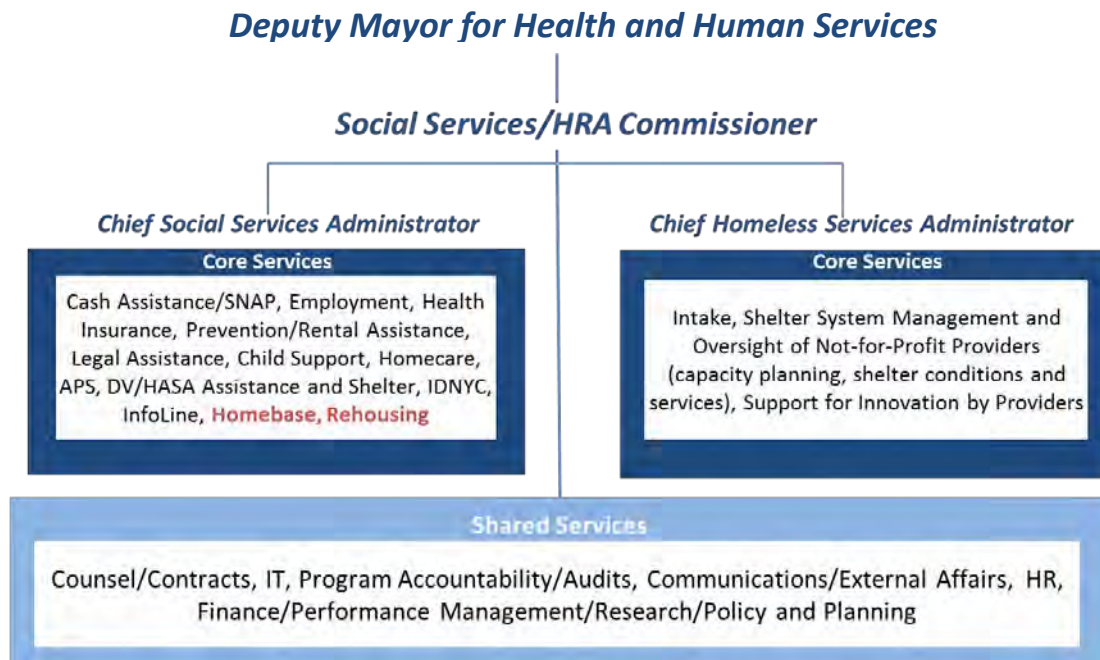 Deputy Mayor for Health and Human Services
Social Services/HRA Commissioner
Chief Social Services Administrator
Core Services
Cash Assistance/SNAP, Employment, Health
Insurance, Prevention/Rental Assistance,
Legal Assistance, Child Support, Homecare,
APS, DV/HASA Assistance and Shelter, IDNYC,
InfoLine, Homebase, Rehousing
Chief Homeless Services Administrator
Core Services
Intake, Shelter System Management and
Oversight of Not-for-Profit Providers
(capacity planning, shelter conditions and
services), Support for Innovation by Providers
Shared Services
Counsel/Contracts, IT, Program Accountability/Audits, Communications/External Affairs, HR,
Finance/Performance Management/Research/Policy and Planning